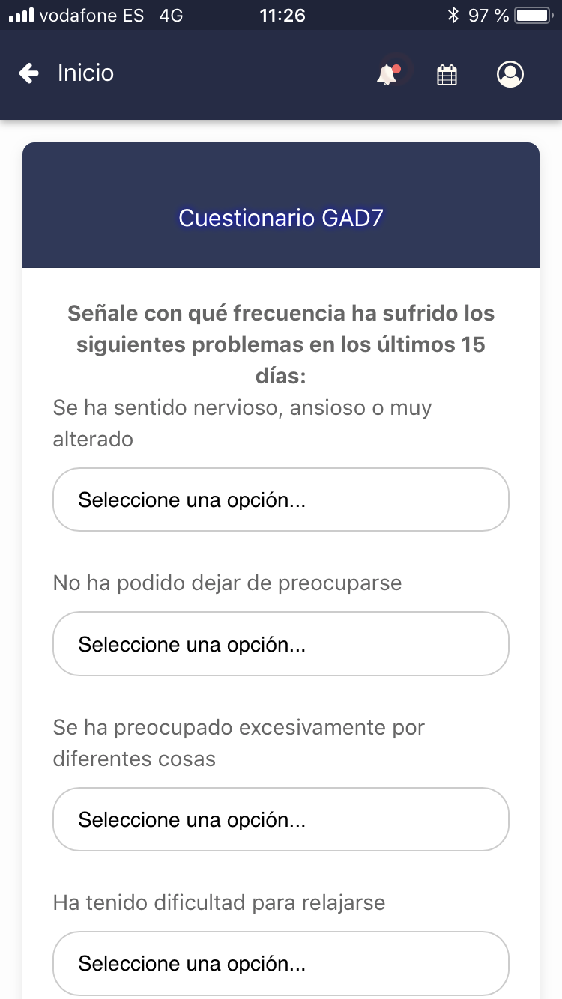 vodafone ES 4G 11:26 97 %
Inicio
Cuestionario GAD7
Señale con qué frecuencia ha sufrido los
siguientes problemas en los últimos 15
días:
Se ha sentido nervioso, ansioso o muy
alterado
Seleccione una opción...
No ha podido dejar de preocuparse
Seleccione una opción...
Se ha preocupado excesivamente por
diferentes cosas
Seleccione una opción...
Ha tenido dificultad para relajarse
Seleccione una opción...